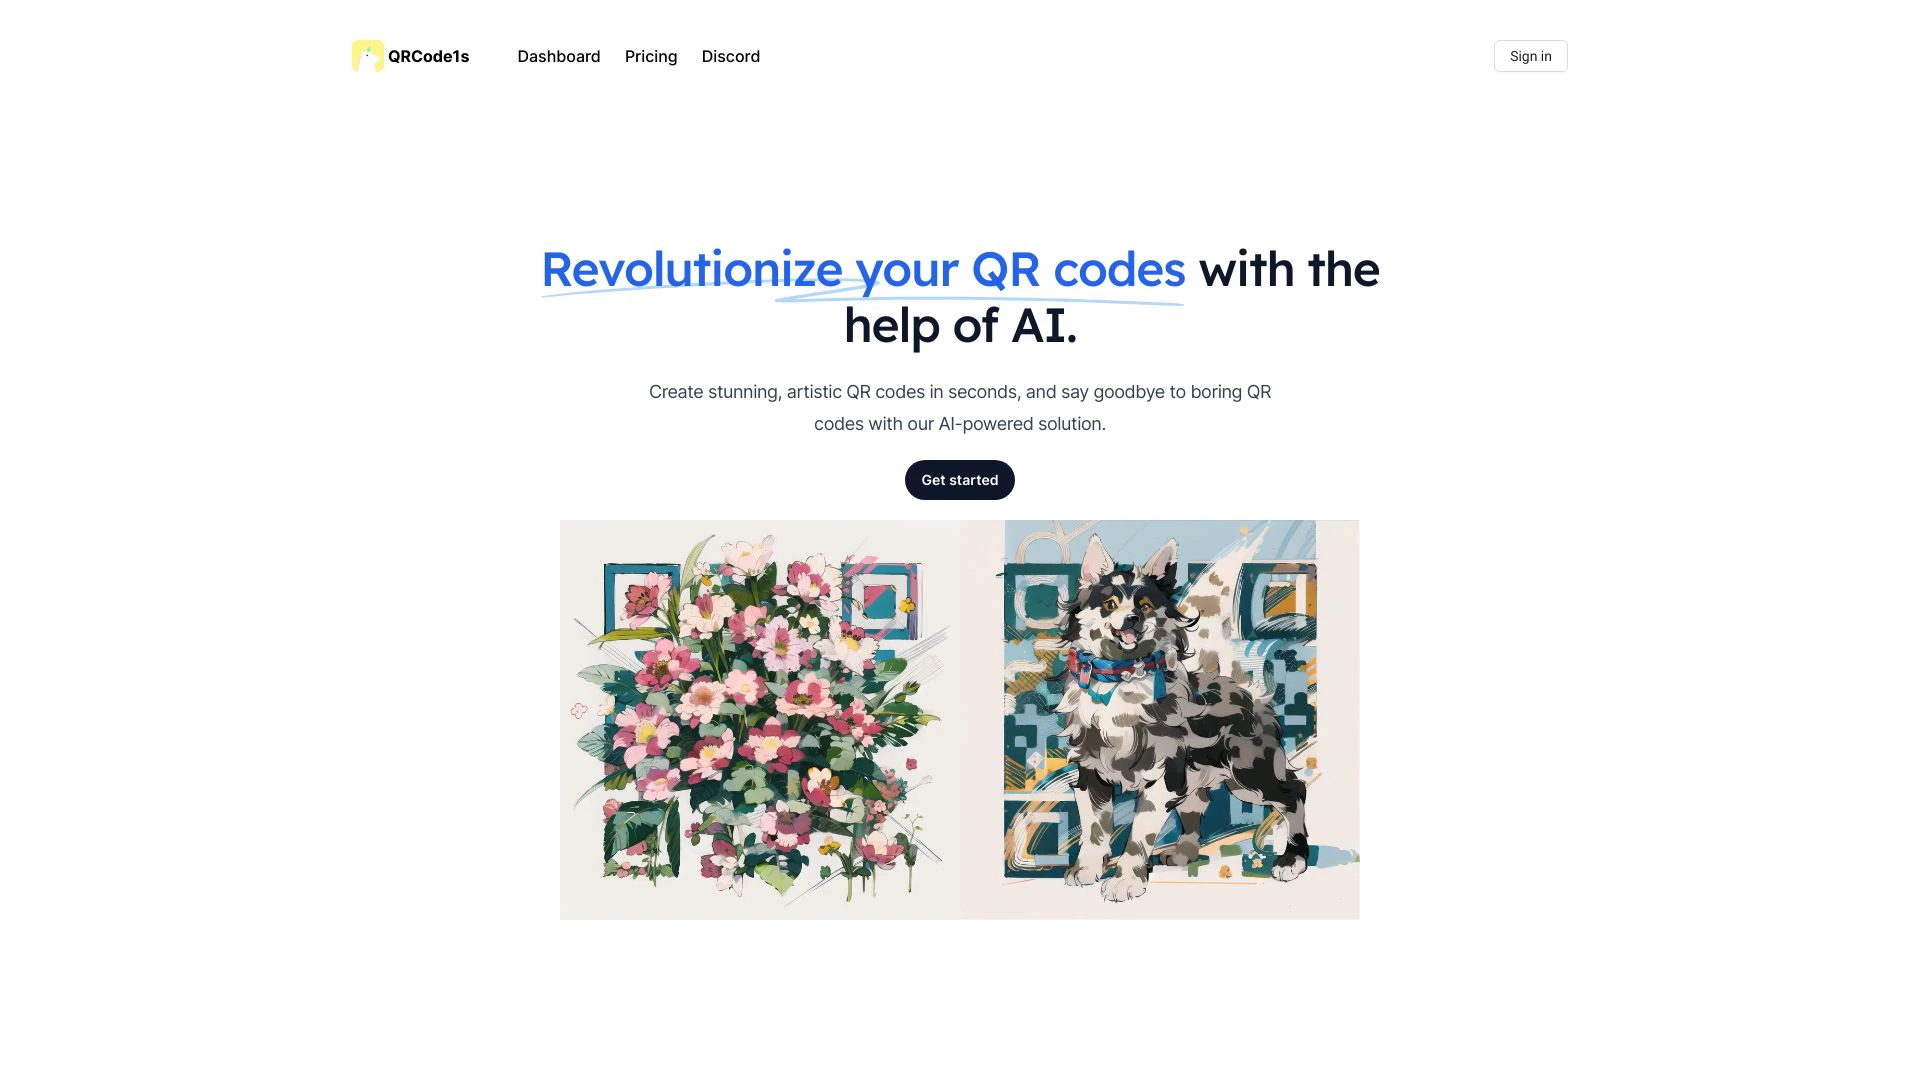 QRCode1s
Dashboard
Pricing
Discord
Sign in
Revolutionize your QR codes with the
help of AI.
Create stunning, artistic QR codes in seconds, and say goodbye to boring QR
codes with our AI-powered solution.
Get started